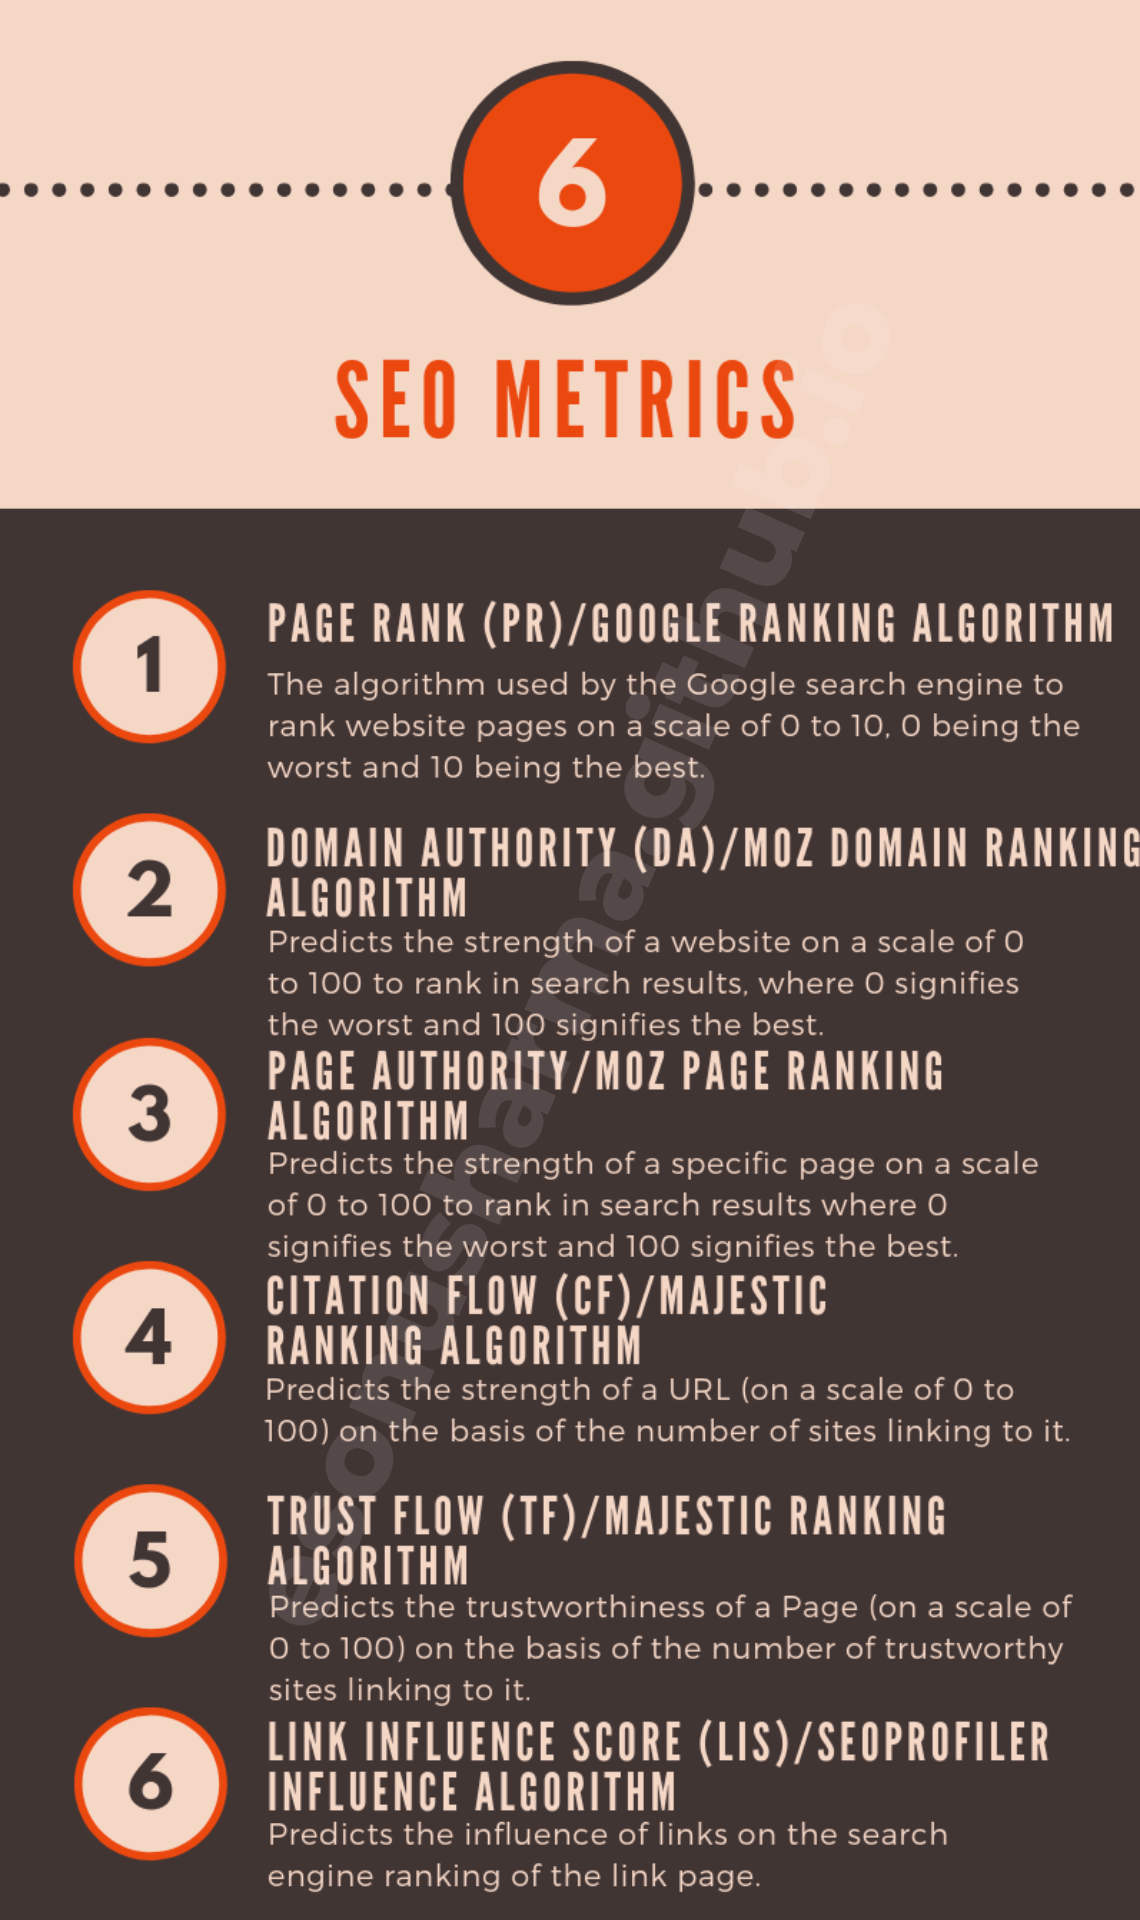 6
SEO METRICS
1
PAGE RANK (PR)/GOOGLE RANKING ALGORITHM
The algorithm used by the Google search engine to
rank website pages on a scale of 0 to 10, 0 being the
worst and 10 being the best.
2
DOMAIN AUTHORITY (DA)/MOZ DOMAIN RANKING
ALGORITHM
Predicts the strength of a website on a scale of 0
to 100 to rank in search results, where 0 signifies
the worst and 100 signifies the best.
3
PAGE AUTHORITY/MOZ PAGE RANKING
ALGORITHM
Predicts the strength of a specific page on a scale
of 0 to 100 to rank in search results where 0
signifies the worst and 100 signifies the best.
4
CITATION FLOW (CF)/MAJESTIC
RANKING ALGORITHM
Predicts the strength of a URL (on a scale of 0 to
100) on the basis of the number of sites linking to it.
5
TRUST FLOW (TF)/MAJESTIC RANKING
ALGORITHM
Predicts the trustworthiness of a Page (on a scale of
0 to 100) on the basis of the number of trustworthy
sites linking to it.
6
LINK INFLUENCE SCORE (LIS)/SEOPROFILER
INFLUENCE ALGORITHM
Predicts the influence of links on the search
engine ranking of the link page.
esonusharma.github.io